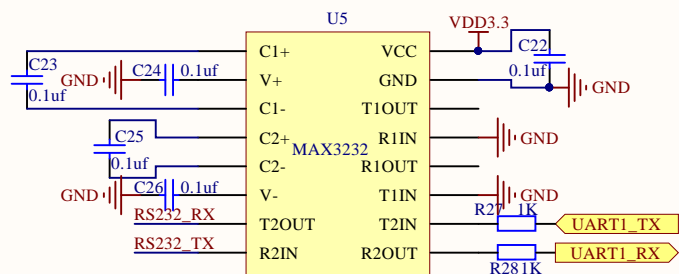 U5
VDD3.3
C1+ VCC C22
C23
GND C24 0.1uf V+ GND 0.1uf
GND
0.1uf C1- T1OUT
C25 C2+ R1IN GND
MAX3232
0.1uf C2- R1OUT
GND C26 0.1uf V- T1IN GND
RS232_RX T2OUT T2IN R27 1K UART1_TX
RS232_TX R2IN R2OUT UART1_RX
R281K